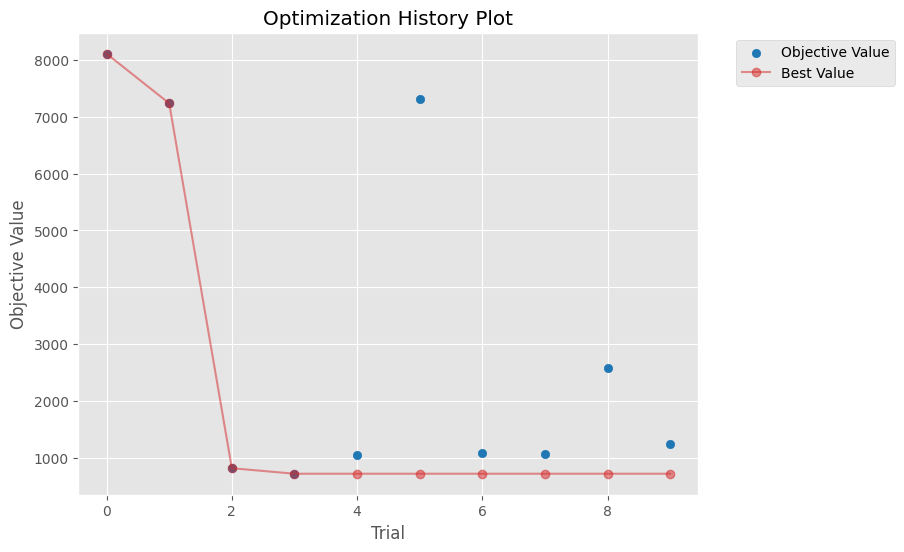 Optimization History Plot
Objective Value
Best Value
Objective Value
8000
7000
6000
5000
4000
3000
2000
1000
0 2 4 6 8
Trial